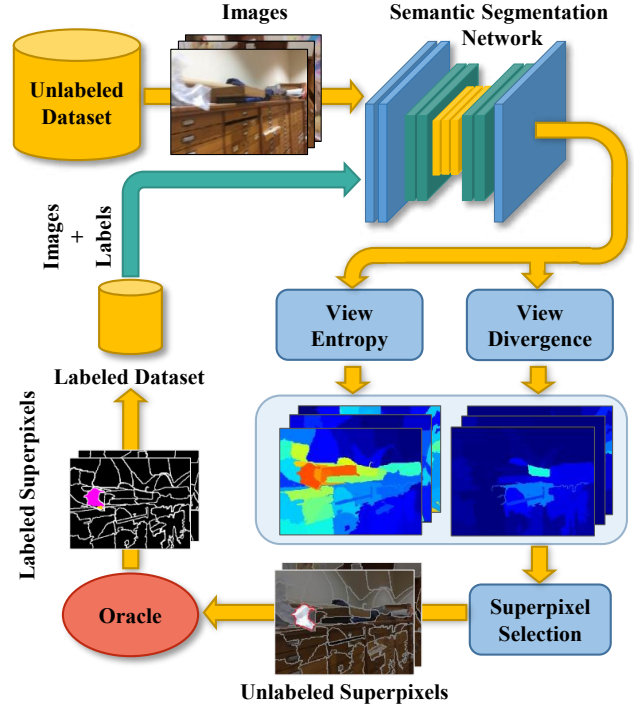 Images
Semantic Segmentation
Network
Unlabeled
Dataset
Images
+
Labels
View
Entropy
View
Divergence
Labeled Dataset
Labeled Superpixels
Oracle
Superpixel
Selection
Unlabeled Superpixels